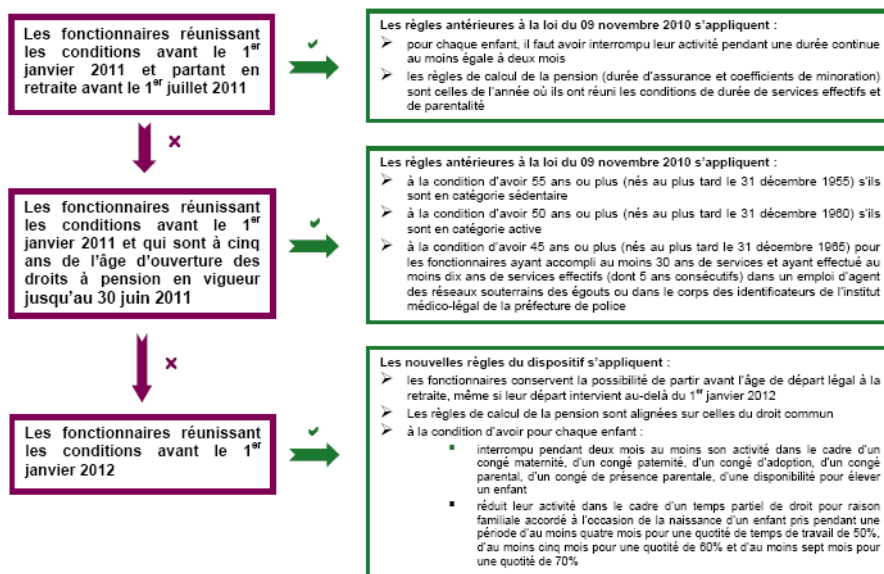 Les fonctionnaires réunissant
les conditions avant le 1er
janvier 2011 et partant en
retraite avant le 1er juillet 2011
Les règles antérieures à la loi du 09 novembre 2010 s'appliquent :
➢ pour chaque enfant, il faut avoir interrompu leur activité pendant une durée continue
au moins égale à deux mois
➢ les règles de calcul de la pension (durée d'assurance et coefficients de minoration)
sont celles de l'année où ils ont réuni les conditions de durée de services effectifs et
de parentalité
Les fonctionnaires réunissant
les conditions avant le 1er
janvier 2011 et qui sont à cinq
ans de l'âge d'ouverture des
droits à pension en vigueur
jusqu'au 30 juin 2011
Les règles antérieures à la loi du 09 novembre 2010 s'appliquent :
➢ à la condition d'avoir 55 ans ou plus (nés au plus tard le 31 décembre 1955) s'ils
sont en catégorie sédentaire
➢ à la condition d'avoir 50 ans ou plus (nés au plus tard le 31 décembre 1960) s'ils
sont en catégorie active
➢ à la condition d'avoir 45 ans ou plus (nés au plus tard le 31 décembre 1965) pour
les fonctionnaires ayant accompli au moins 30 ans de services et ayant effectué au
moins dix ans de services effectifs (dont 5 ans consécutifs) dans un emploi d'agent
des réseaux souterrains des égouts ou dans le corps des identificateurs de l'institut
médico-légal de la préfecture de police
Les fonctionnaires réunissant
les conditions avant le 1er
janvier 2012
Les nouvelles règles du dispositif s'appliquent :
➢ les fonctionnaires conservent la possibilité de partir avant l'âge de départ légal à la
retraite, même si leur départ intervient au-delà du 1er janvier 2012
➢ Les règles de calcul de la pension sont alignées sur celles du droit commun
➢ à la condition d'avoir pour chaque enfant :
▪ interrompu pendant deux mois au moins son activité dans le cadre d'un
congé maternité, d'un congé paternité, d'un congé d'adoption, d'un congé
parental, d'un congé de présence parentale, d'une disponibilité pour élever
un enfant
▪ réduit leur activité dans le cadre d'un temps partiel de droit pour raison
familiale accordé à l'occasion de la naissance d'un enfant pris pendant une
période d'au moins quatre mois pour une quotité de temps de travail de 50%,
d'au moins cinq mois pour une quotité de 60% et d'au moins sept mois pour
une quotité de 70%